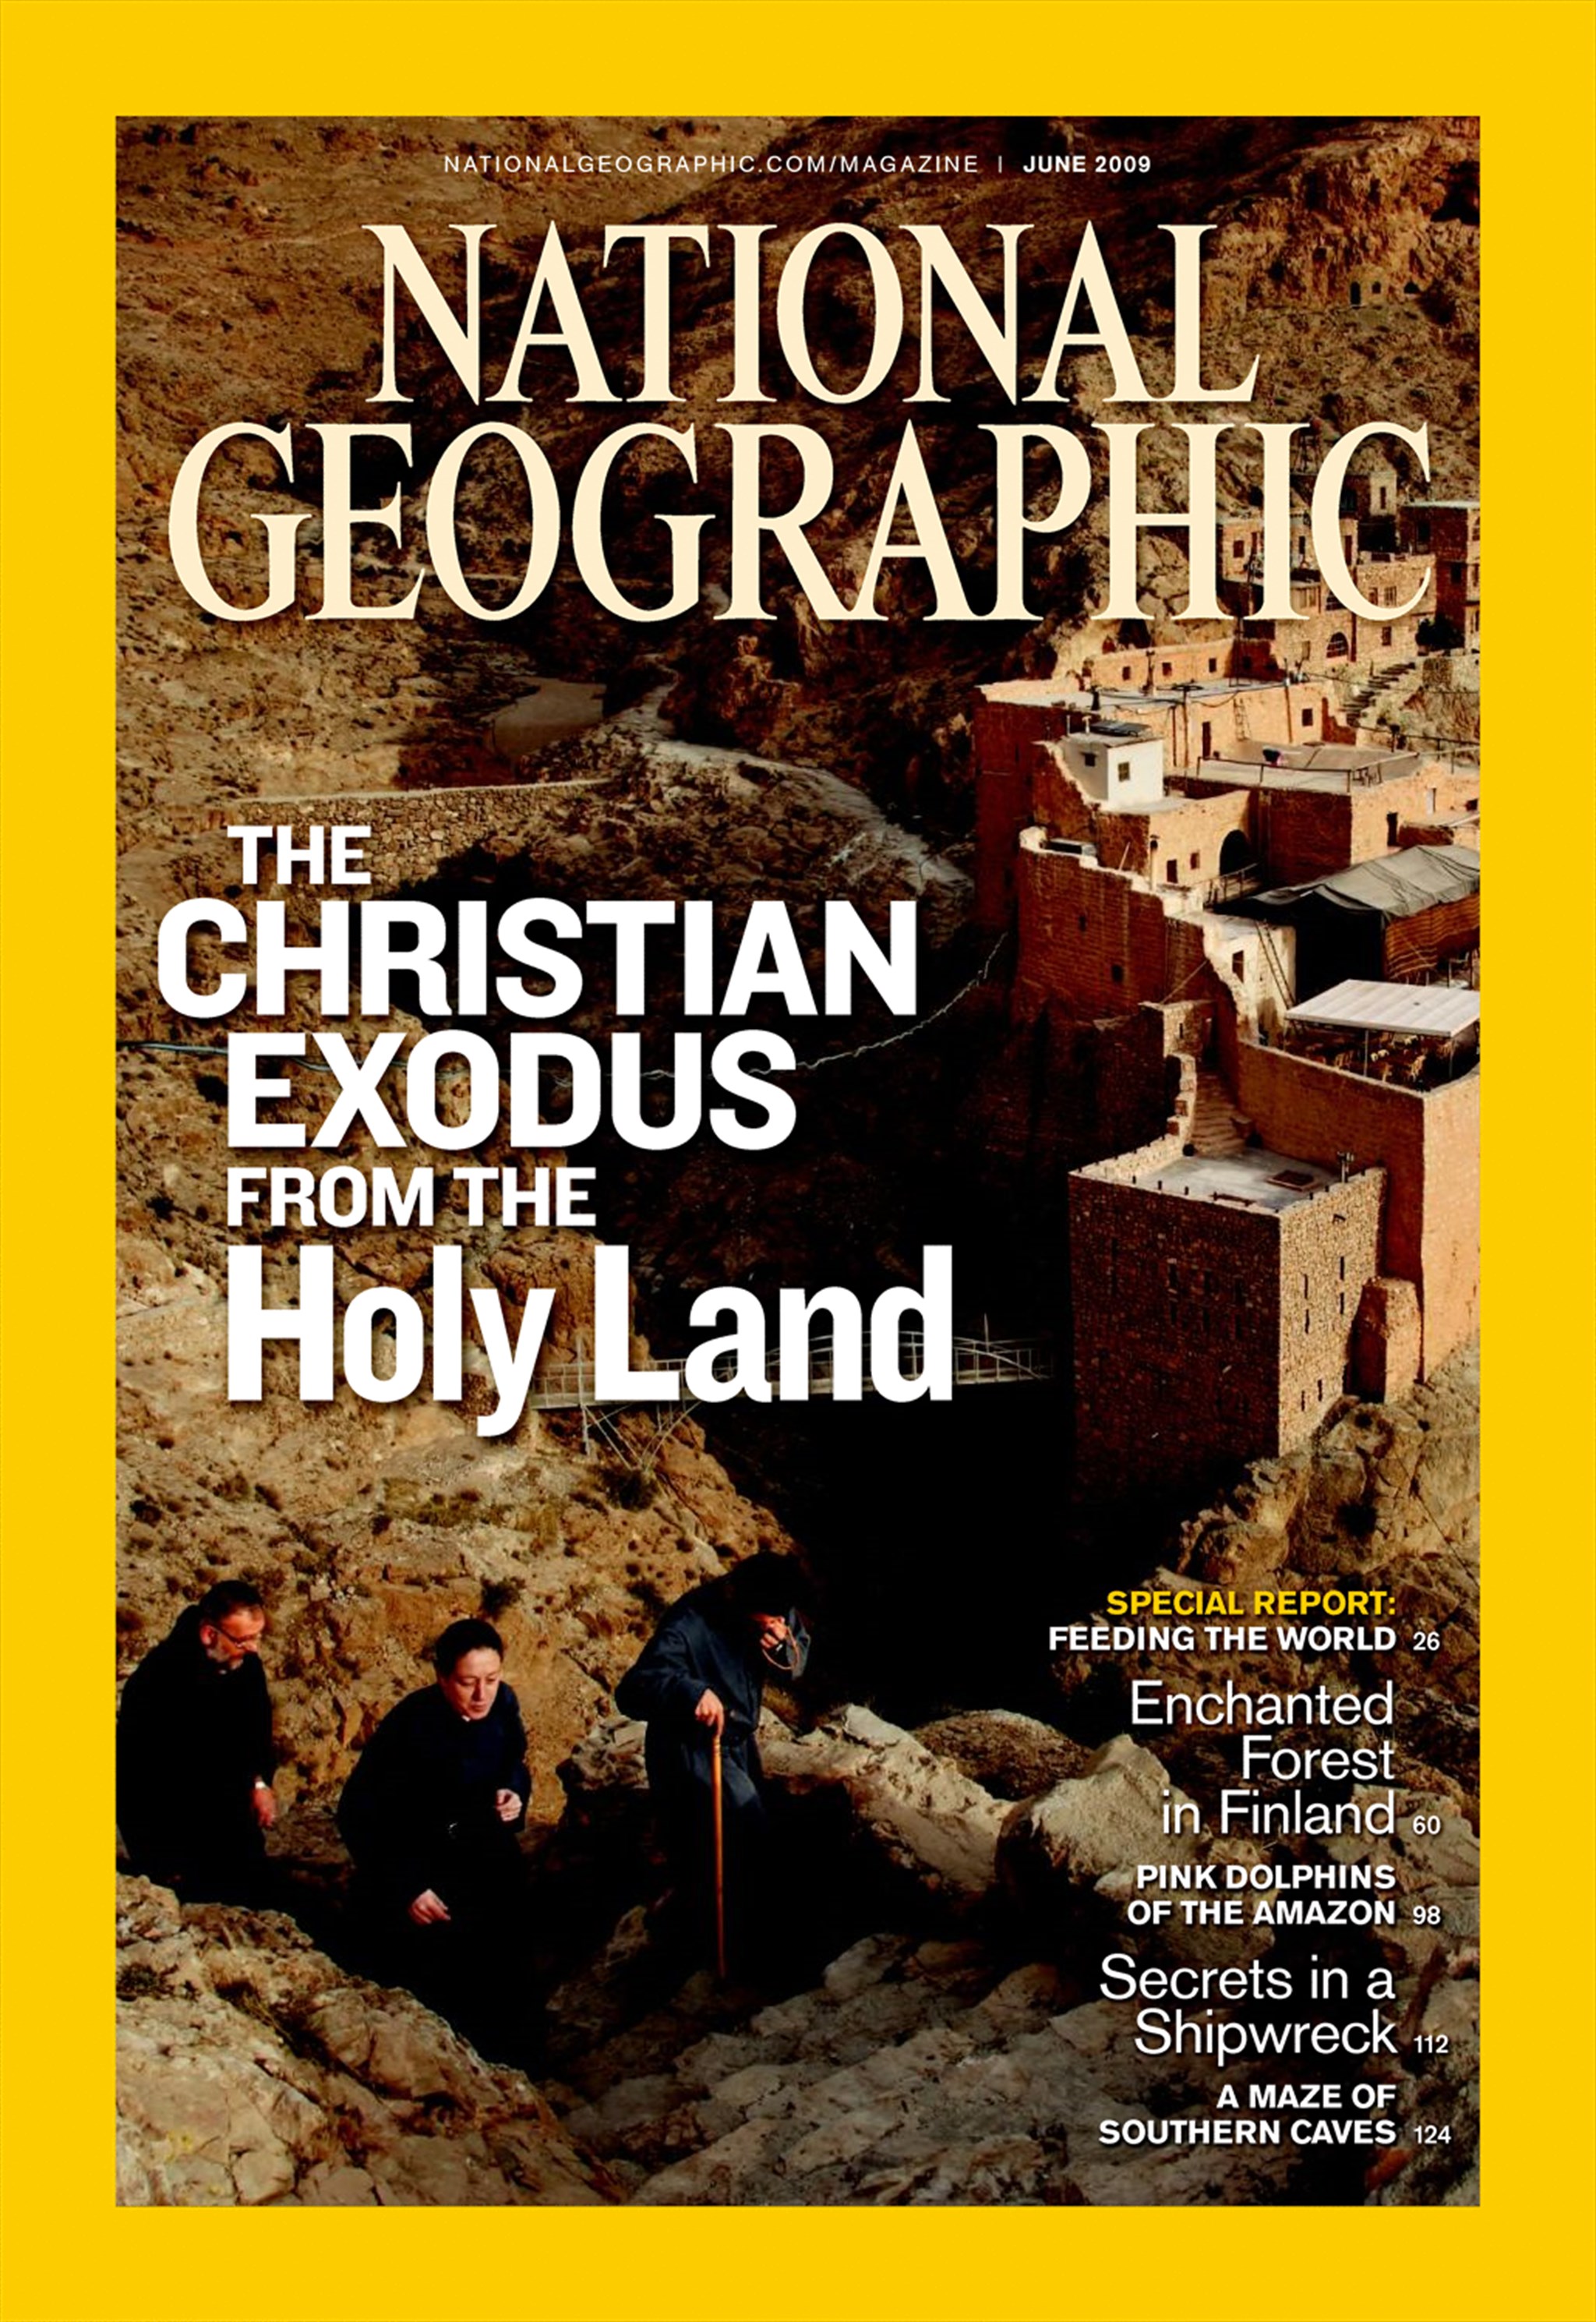 NATIONALGEOGRAPHIC.COM/MAGAZINE | JUNE 2009
NATIONAL
GEOGRAPHIC
THE
CHRISTIAN
EXODUS
FROM THE
Holy Land
SPECIAL REPORT:
FEEDING THE WORLD 26
Enchanted
Forest
in Finland 60
PINK DOLPHINS
OF THE AMAZON 98
Secrets in a
Shipwreck 112
A MAZE OF
SOUTHERN CAVES 124